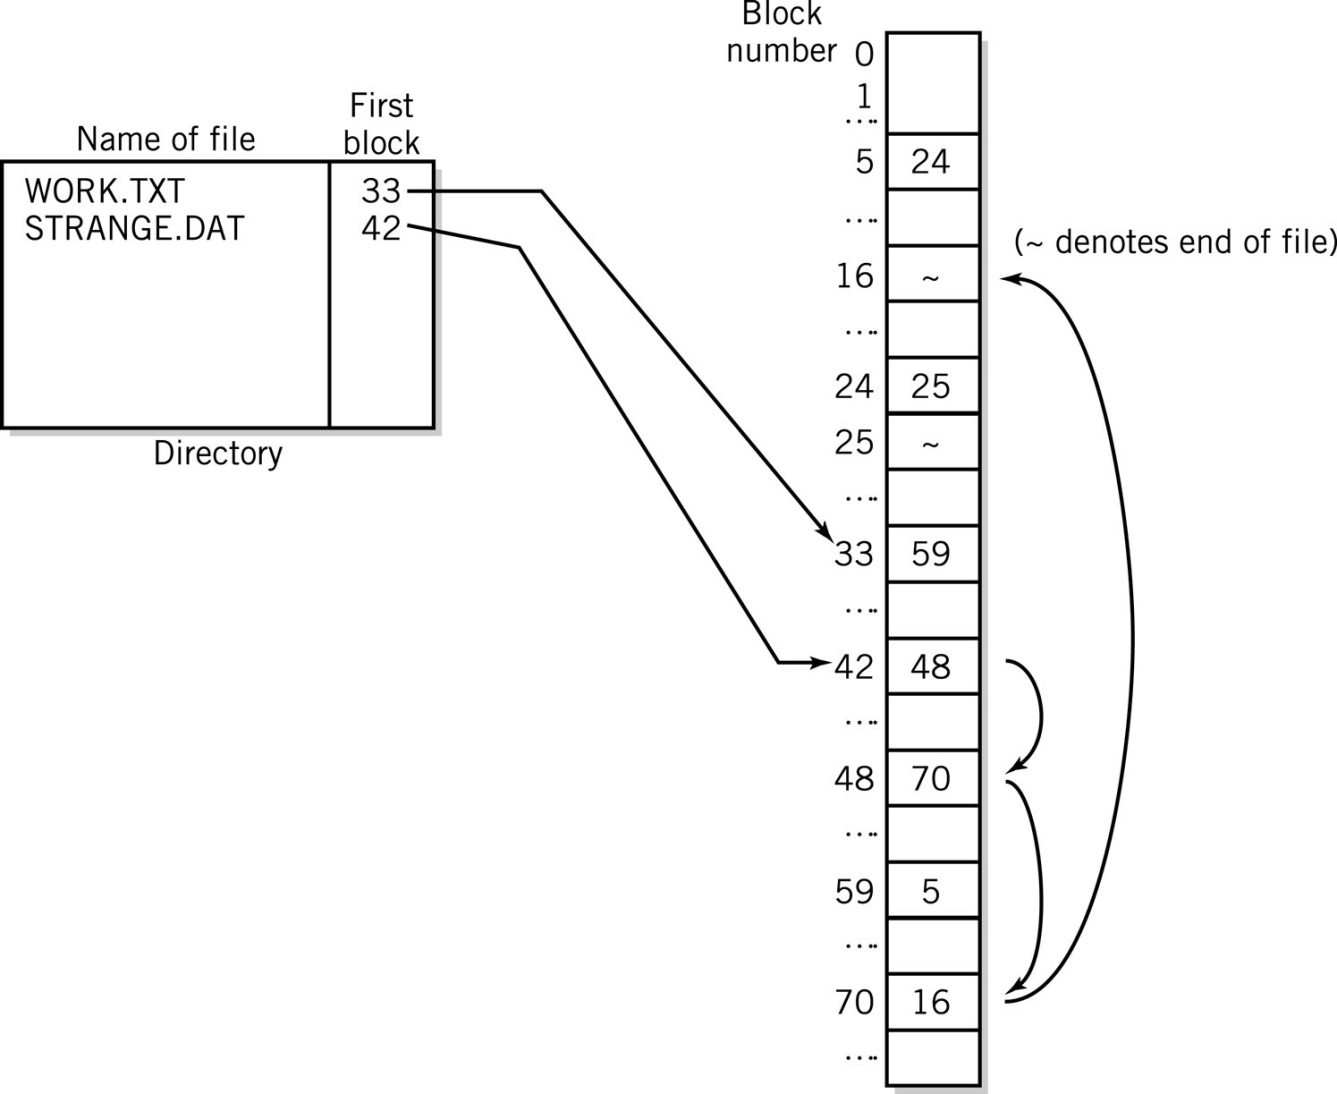 Name of file
First
block
WORK.TXT 33
STRANGE.DAT 42
Directory
Block
number
0
1
....
5 24
....
16 ~
....
24 25
25 ~
....
33 59
....
42 48
....
48 70
....
59 5
....
70 16
....
(~ denotes end of file)